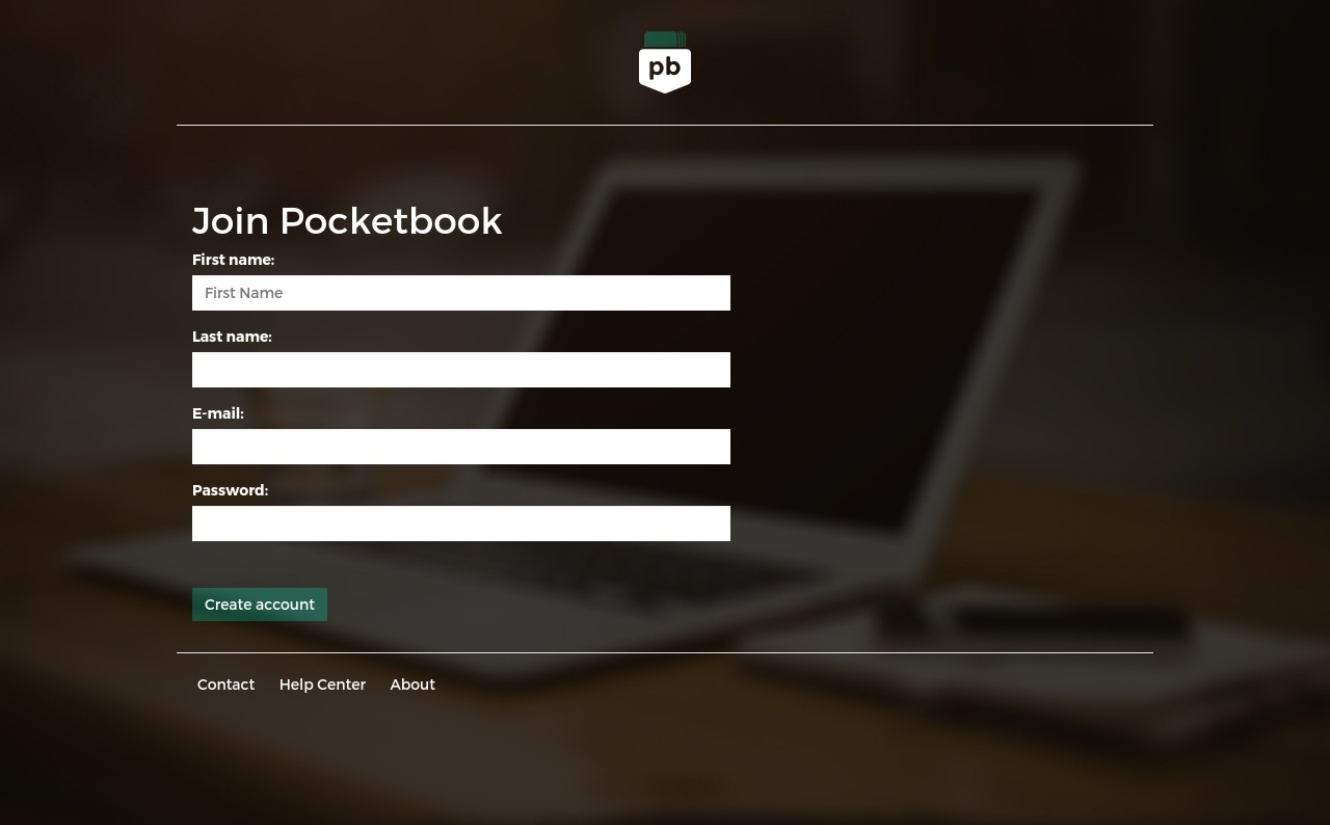 pb
Join Pocketbook
First name:
First Name
Last name:
E-mail:
Password:
Create account
Contact Help Center About